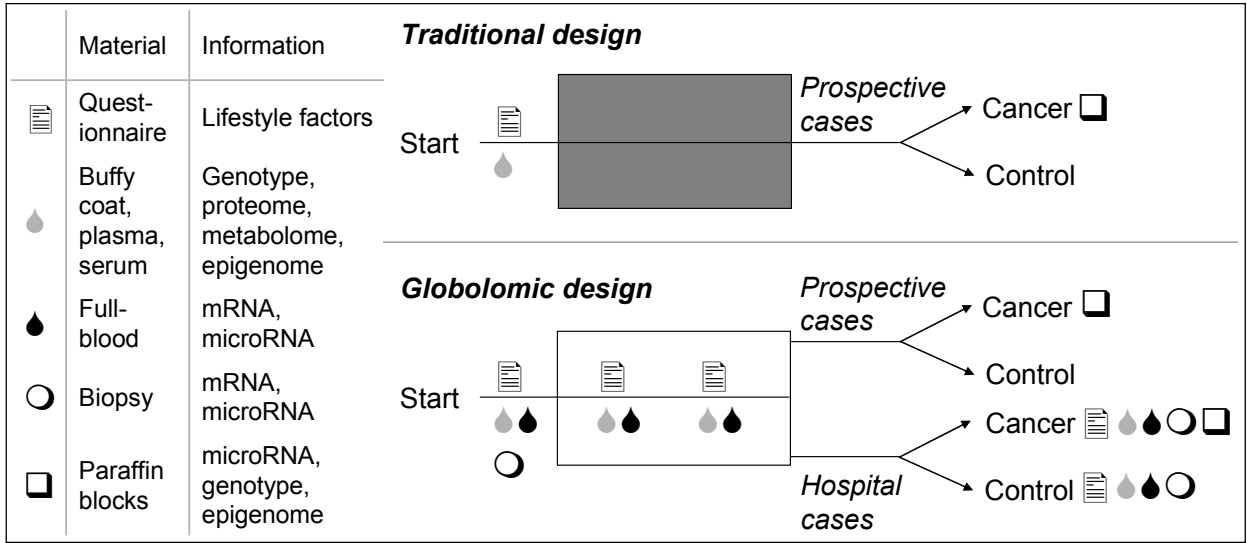 Material Information
Quest-
ionnaire
Lifestyle factors
Buffy
coat,
plasma,
serum
Genotype,
proteome,
metabolome,
epigenome
Full-
blood
mRNA,
microRNA
Biopsy
mRNA,
microRNA
Paraffin
blocks
microRNA,
genotype,
epigenome
Traditional design
Start
Prospective
cases
Cancer
Control
Globolomic design
Start
Prospective
cases
Cancer
Control
Hospital
cases
Cancer
Control